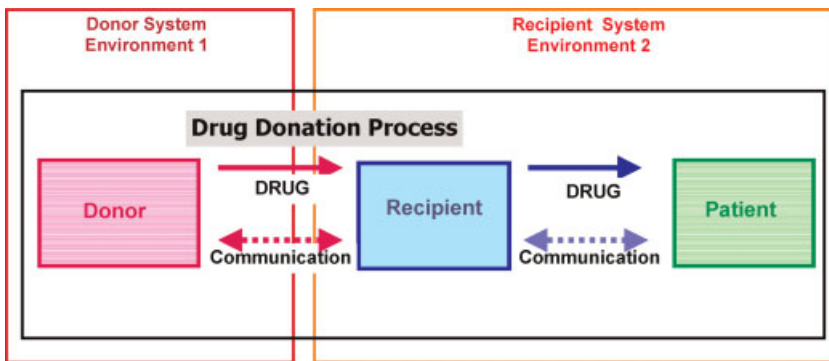 Donor System
Environment 1
Recipient System
Environment 2
Drug Donation Process
DRUG
DRUG
Donor
Recipient
Patient
Communication
Communication